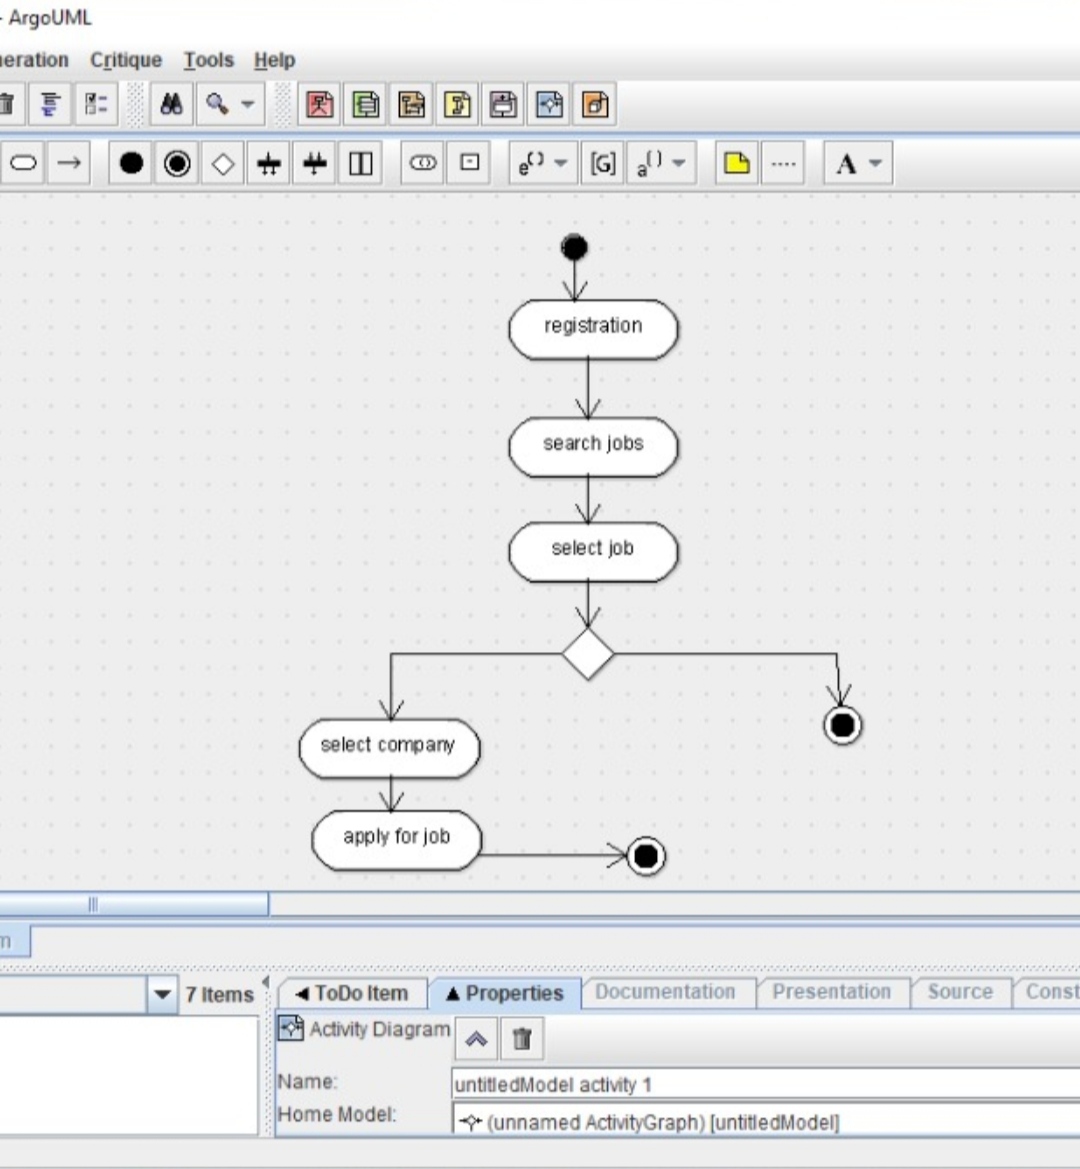 - ArgoUML
neration Critique Tools Help
e [G] a A
registration
search jobs
select job
select company
apply for job
m
7 Items ToDo Item Properties Documentation Presentation Source Const
Activity Diagram
Name: untitledModel activity 1
Home Model: (unnamed ActivityGraph) [untitledModel]